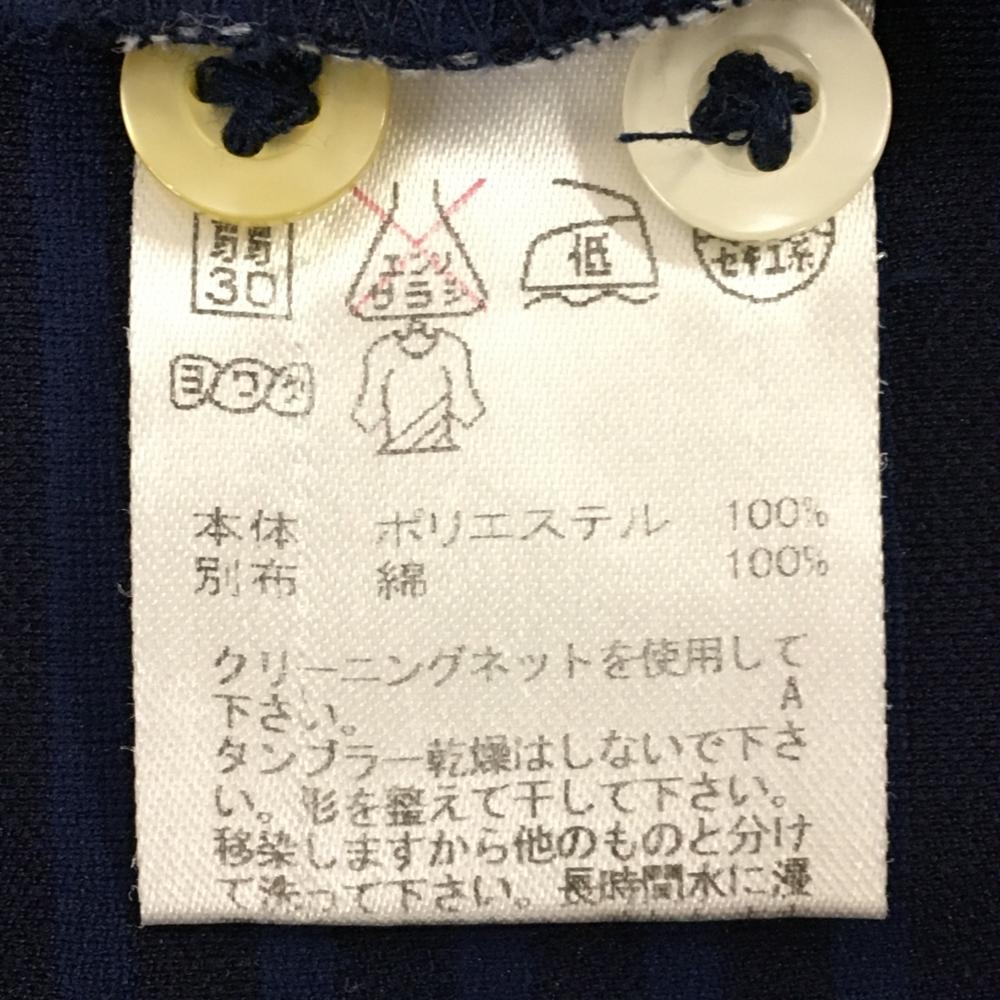 弱
30
エンソ
サラシ
低
セキユ系
ヨワク
本体 ポリエステル 100%
別布 綿 100%
クリーニングネットを使用して
下さい。 A
タンブラー乾燥はしないで下さ
い。形を整えて干して下さい。
移染しますから他のものと分け
て洗って下さい。長時間水に湿